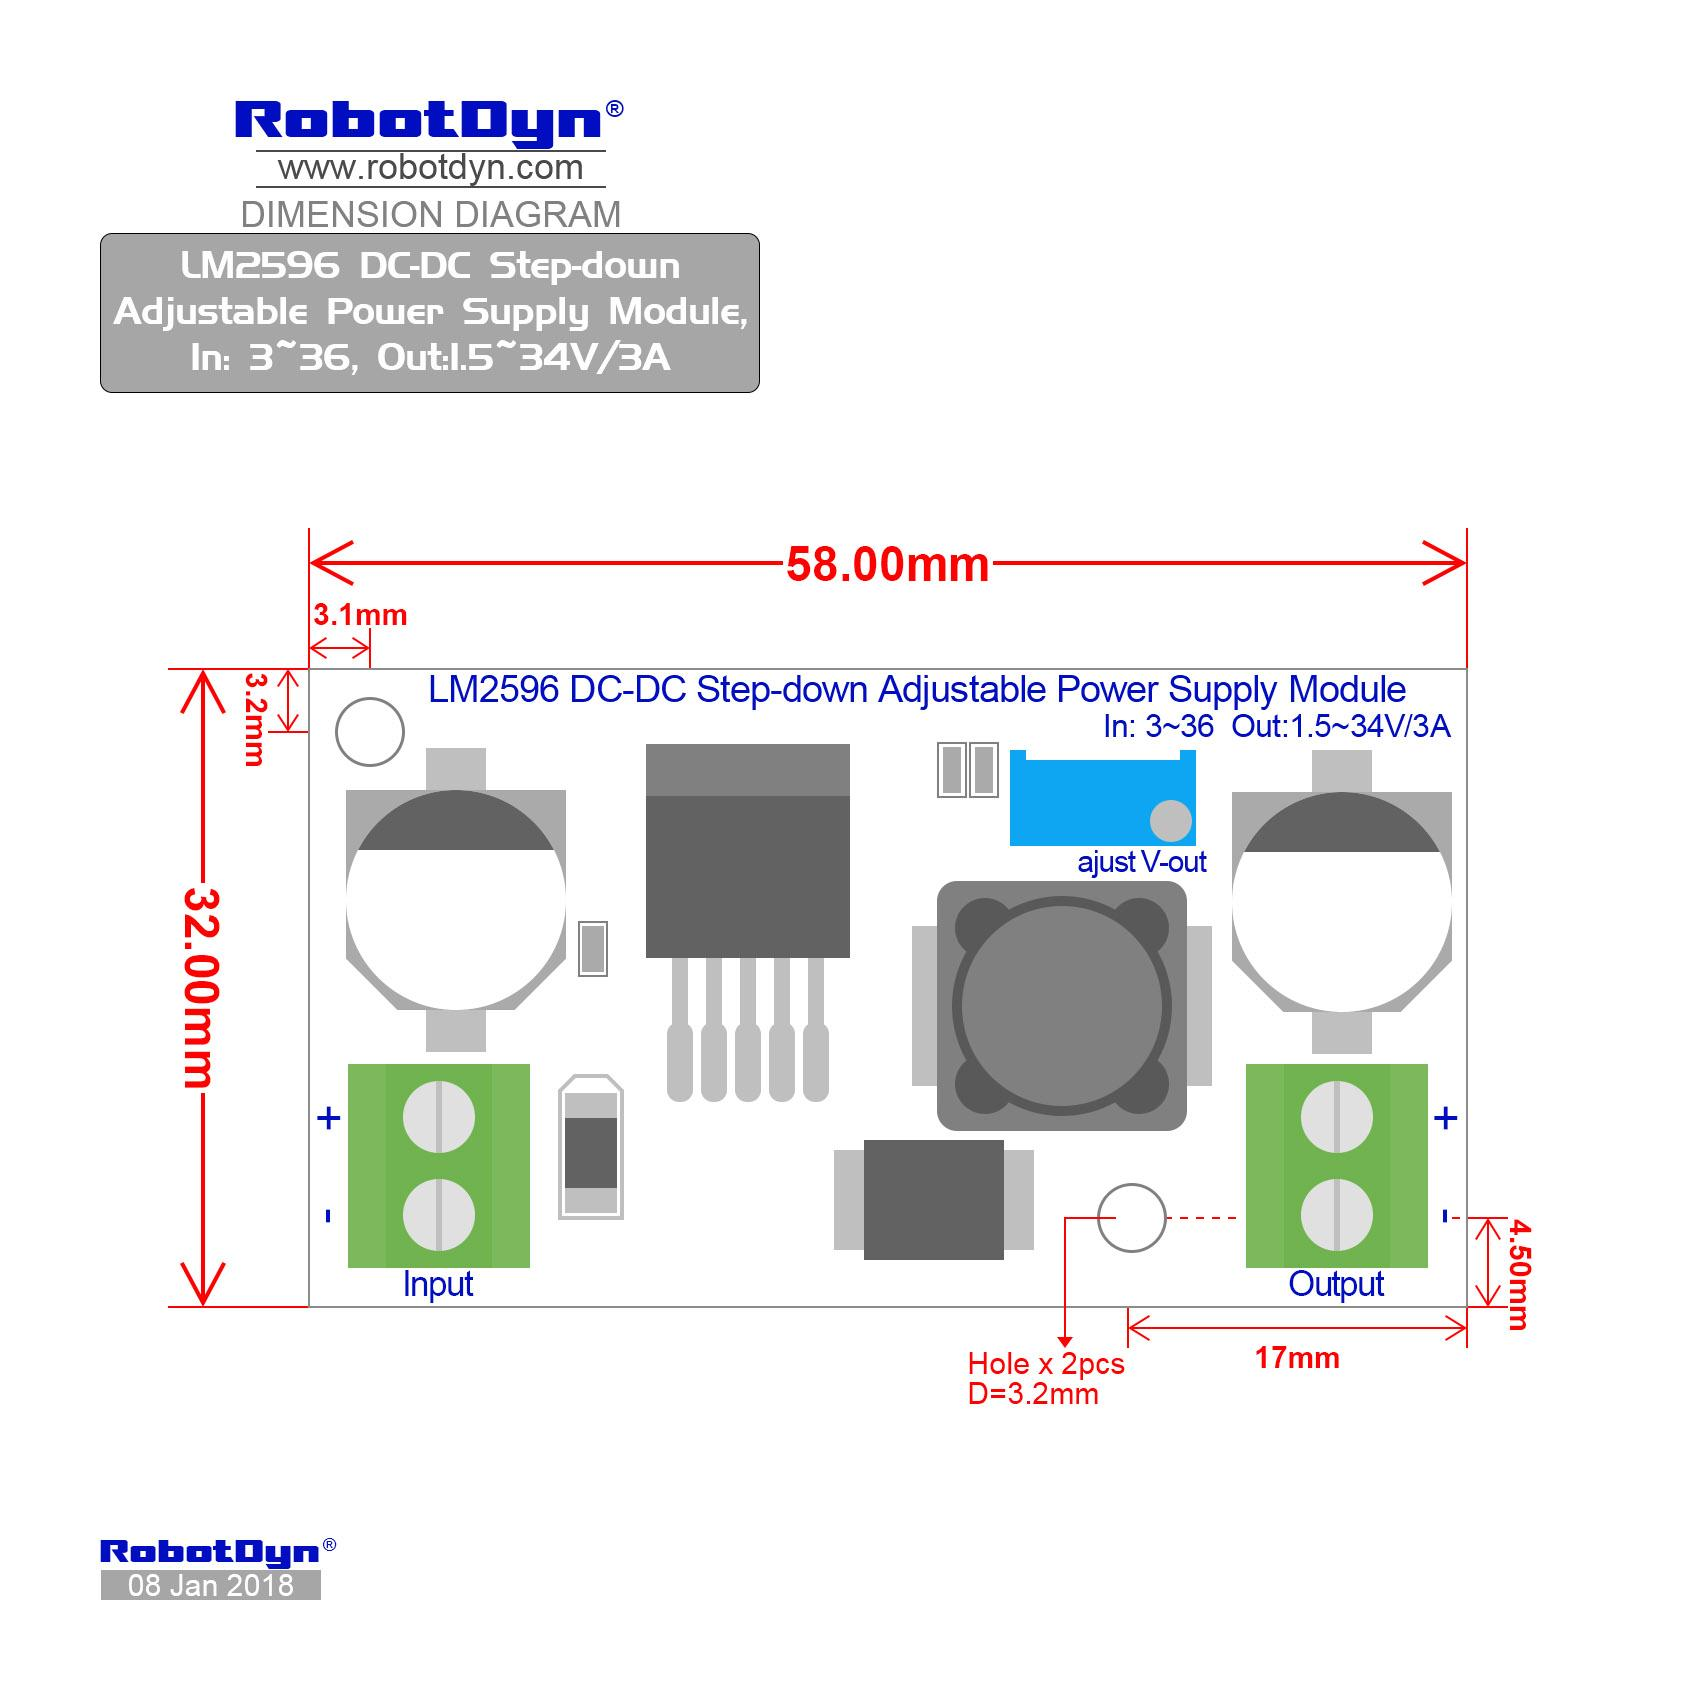 RobotDyn®
www.robotdyn.com
DIMENSION DIAGRAM
LM2596 DC-DC Step-down
Adjustable Power Supply Module,
In: 3~36, Out:1.5~34V/3A
58.00mm
3.1mm
3.2mm
32.00mm
LM2596 DC-DC Step-down Adjustable Power Supply Module
In: 3~36 Out:1.5~34V/3A
ajust V-out
+
-
Input
+
-
Output
4.50mm
17mm
Hole x 2pcs
D=3.2mm
RobotDyn®
08 Jan 2018